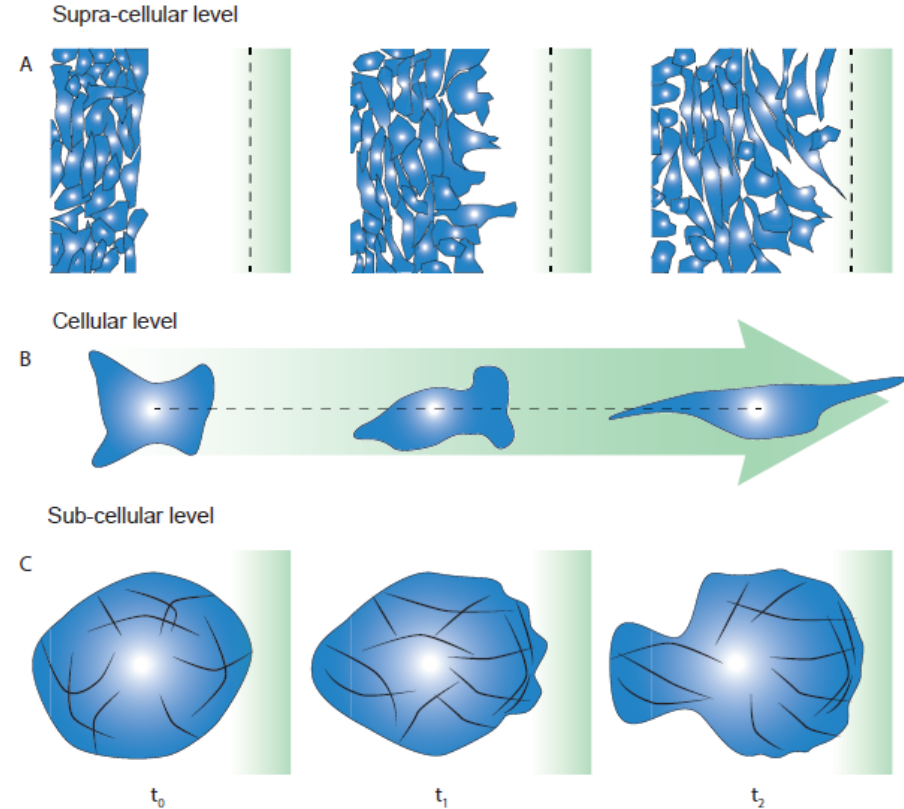 Supra-cellular level
A
Cellular level
B
Sub-cellular level
C
t0 t1 t2